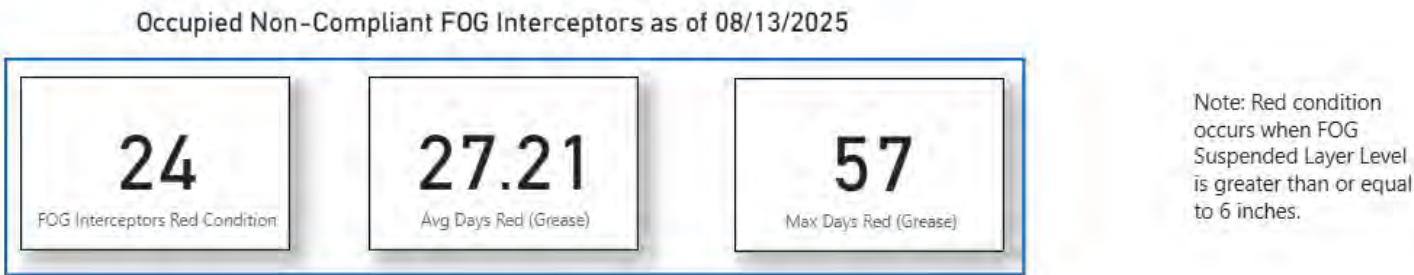 Occupied Non-Compliant FOG Interceptors as of 08/13/2025
24
FOG Interceptors Red Condition
27.21
Avg Days Red (Grease)
57
Max Days Red (Grease)
Note: Red condition
occurs when FOG
Suspended Layer Level
is greater than or equal
to 6 inches.